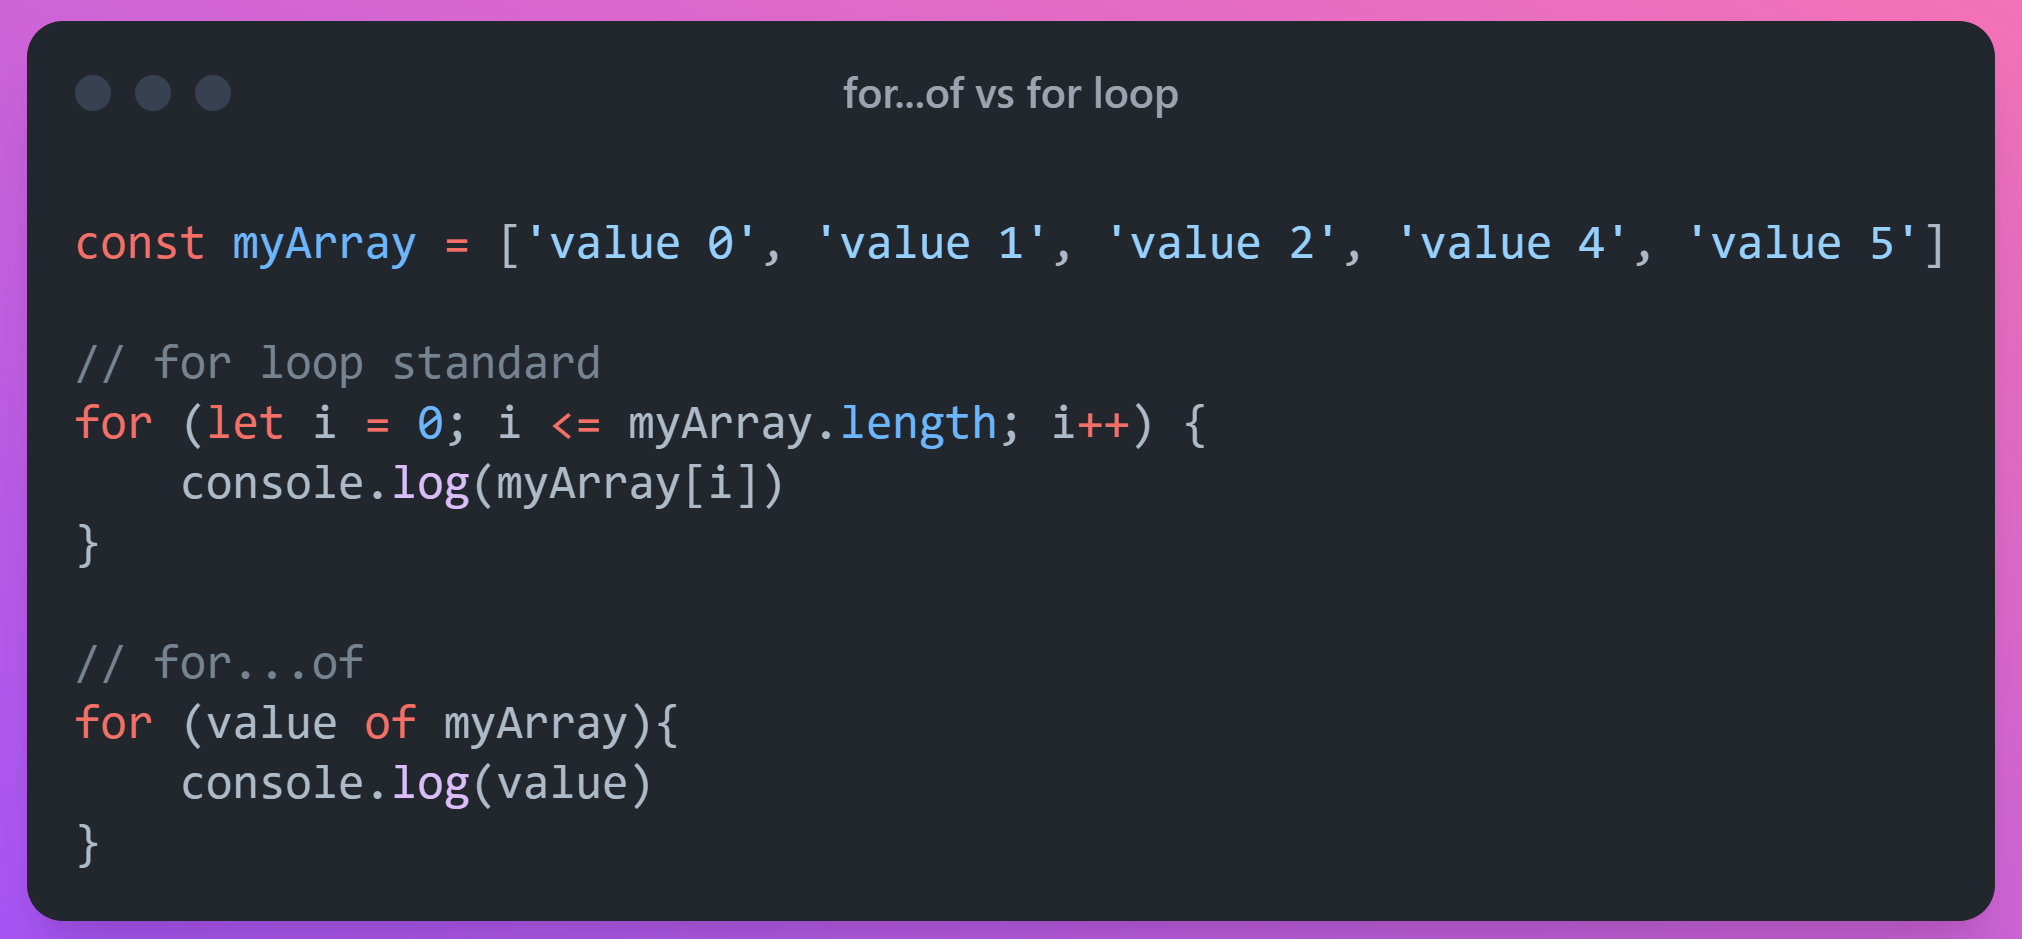 for...of vs for loop
const myArray = ['value 0', 'value 1', 'value 2', 'value 4', 'value 5']
// for loop standard
for (let i = 0; i <= myArray.length; i++) {
    console.log(myArray[i])
}
// for...of
for (value of myArray){
    console.log(value)
}